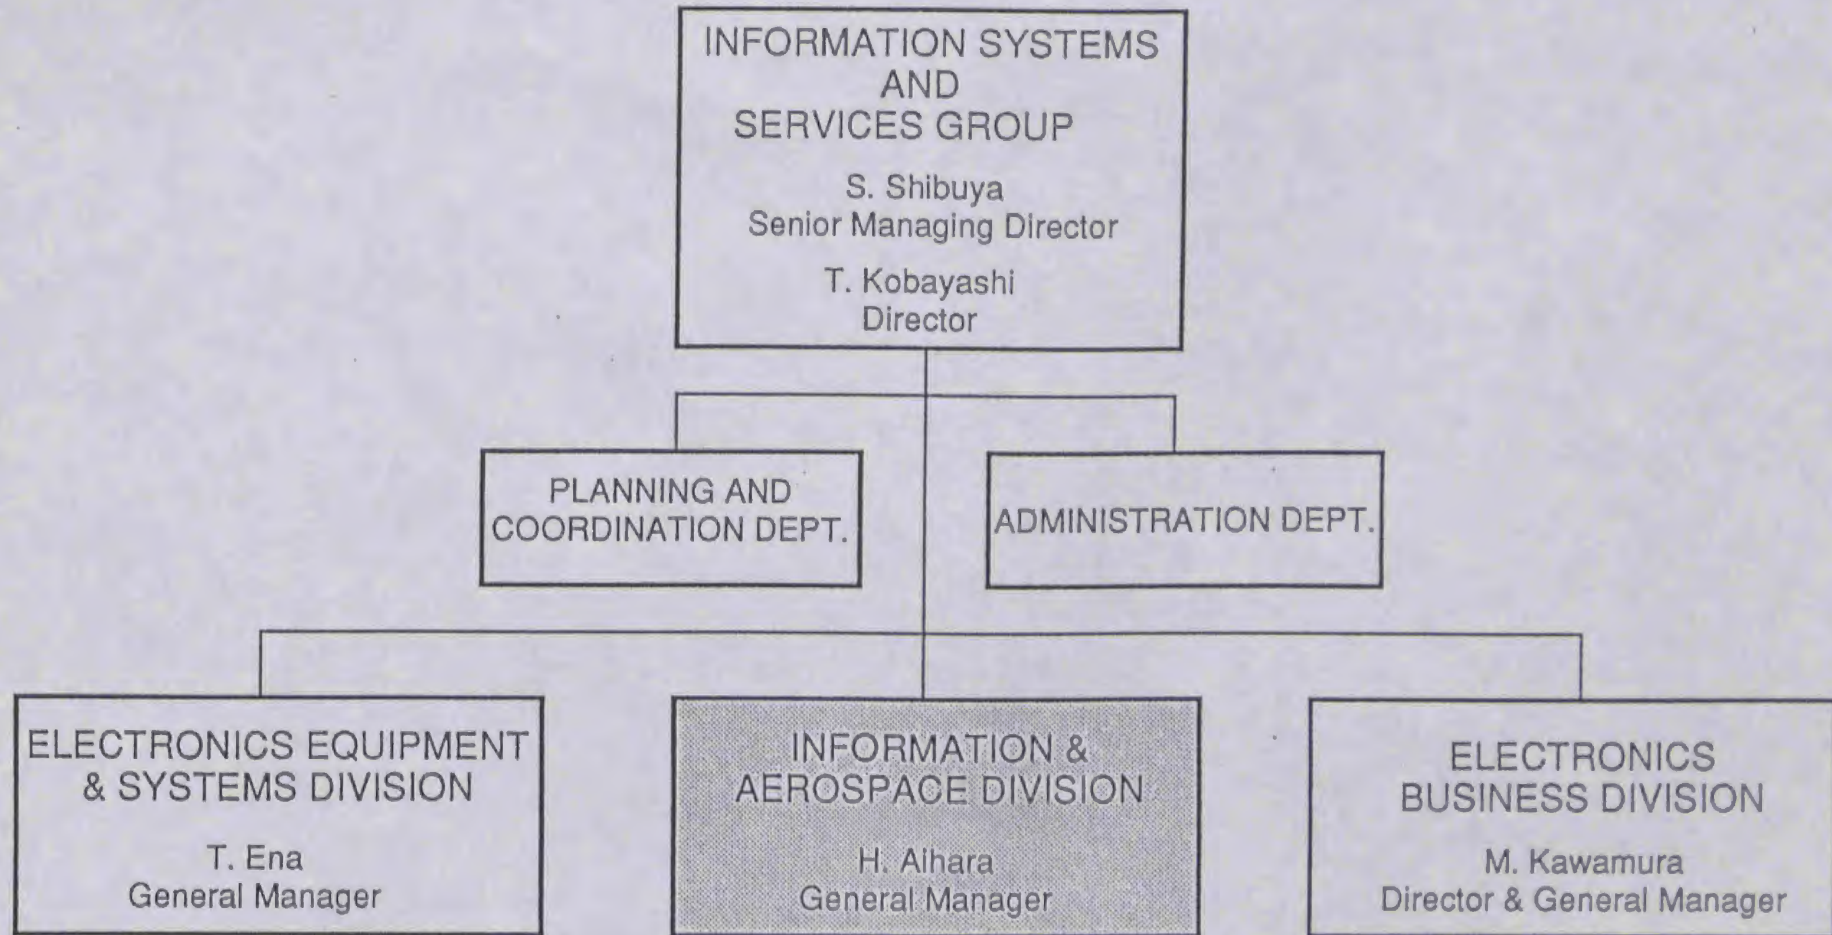 INFORMATION SYSTEMS
AND
SERVICES GROUP
S. Shibuya
Senior Managing Director
T. Kobayashi
Director
PLANNING AND
COORDINATION DEPT.
ADMINISTRATION DEPT.
ELECTRONICS EQUIPMENT
& SYSTEMS DIVISION
T. Ena
General Manager
INFORMATION &
AEROSPACE DIVISION
H. Aihara
General Manager
ELECTRONICS
BUSINESS DIVISION
M. Kawamura
Director & General Manager